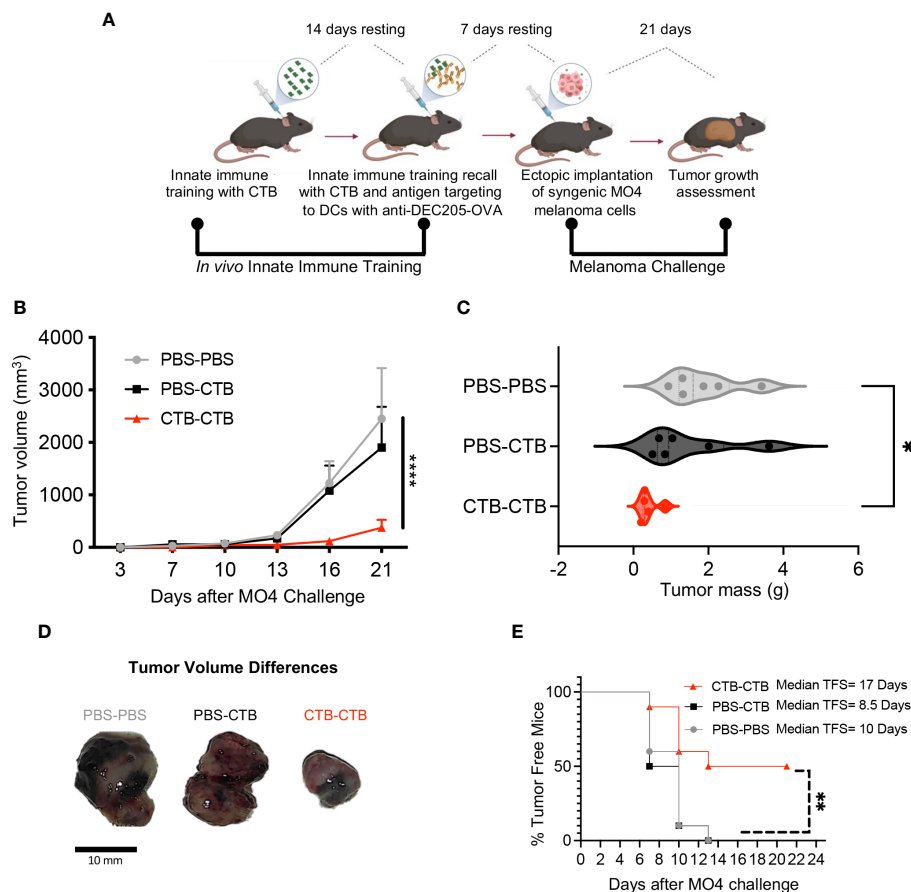 A
14 days resting
7 days resting
21 days
Innate immune
training with CTB
Innate immune training recall
with CTB and antigen targeting
to DCs with anti-DEC205-OVA
Ectopic implantation
of syngenic MO4
melanoma cells
Tumor growth
assessment
In vivo Innate Immune Training
Melanoma Challenge
B
Tumor volume (mm³)
4000
3000
2000
1000
0
PBS-PBS
PBS-CTB
CTB-CTB
****
3 7 10 13 16 21
Days after MO4 Challenge
C
PBS-PBS
PBS-CTB
CTB-CTB
*
-2 0 2 4 6
Tumor mass (g)
D
Tumor Volume Differences
PBS-PBS PBS-CTB CTB-CTB
10 mm
E
% Tumor Free Mice
100
50
0
CTB-CTB Median TFS= 17 Days
PBS-CTB Median TFS= 8.5 Days
PBS-PBS Median TFS= 10 Days
**
0 2 4 6 8 10 12 14 16 18 20 22 24
Days after MO4 challenge